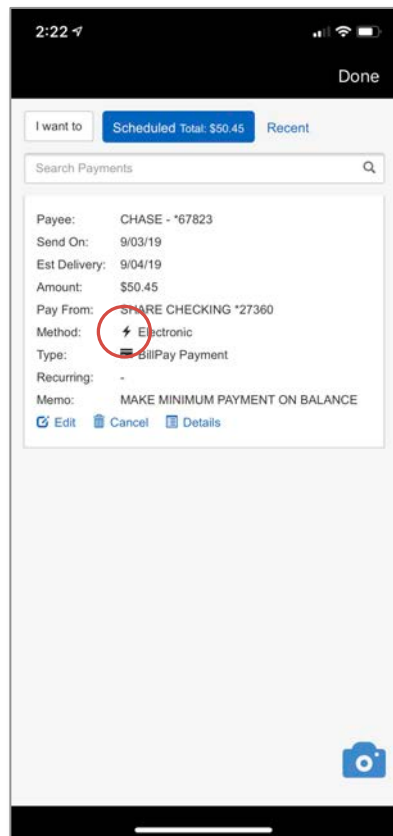 2:22
Done
I want to
Scheduled Total: $50.45
Recent
Search Payments
Payee: CHASE - *67823
Send On: 9/03/19
Est Delivery: 9/04/19
Amount: $50.45
Pay From: SHARE CHECKING *27360
Method: Electronic
Type: BillPay Payment
Recurring: -
Memo: MAKE MINIMUM PAYMENT ON BALANCE
Edit Cancel Details